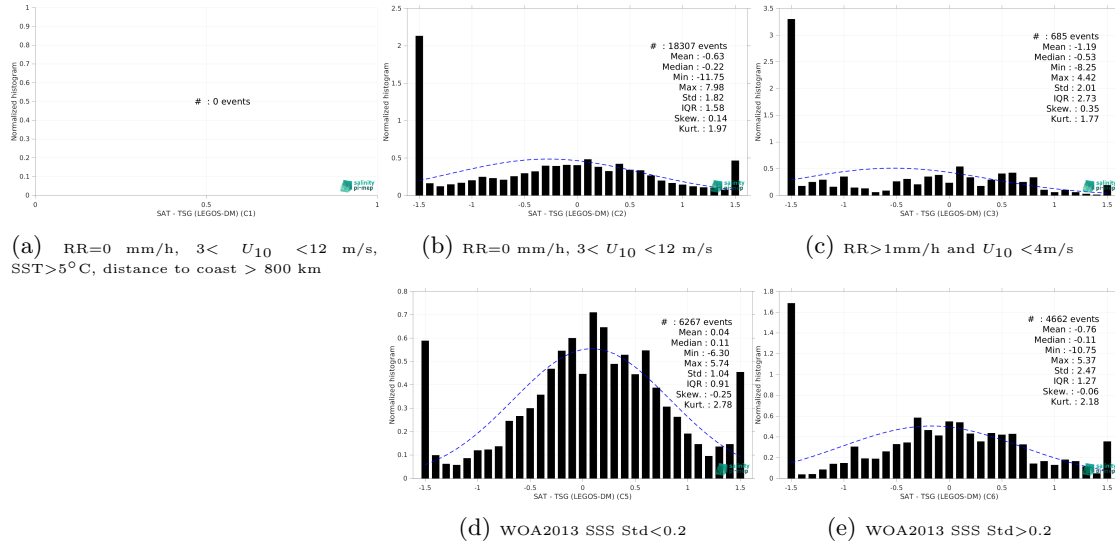 1
0.9
0.8
0.7
0.6
0.5
0.4
0.3
0.2
0.1
0
Normalized histogram
# : 0 events
0 0.5 1
SAT - TSG (LEGOS-DM) (C1)
salinity
pi-mep
(a) RR=0 mm/h, 3< U10 <12 m/s,
SST>5°C, distance to coast > 800 km
2.5
2
1.5
1
0.5
0
Normalized histogram
# : 18307 events
Mean : -0.63
Median : -0.22
Min : -11.75
Max : 7.98
Std : 1.82
IQR : 1.58
Skew. : 0.14
Kurt. : 1.97
-1.5 -1 -0.5 0 0.5 1 1.5
SAT - TSG (LEGOS-DM) (C2)
salinity
pi-mep
(b) RR=0 mm/h, 3< U10 <12 m/s
3.5
3
2.5
2
1.5
1
0.5
0
Normalized histogram
# : 685 events
Mean : -1.19
Median : -0.53
Min : -8.25
Max : 4.42
Std : 2.01
IQR : 2.73
Skew. : 0.35
Kurt. : 1.77
-1.5 -1 -0.5 0 0.5 1 1.5
SAT - TSG (LEGOS-DM) (C3)
salinity
pi-mep
(c) RR>1mm/h and U10 <4m/s
0.8
0.7
0.6
0.5
0.4
0.3
0.2
0.1
0
Normalized histogram
# : 6267 events
Mean : 0.04
Median : 0.11
Min : -6.30
Max : 5.74
Std : 1.04
IQR : 0.91
Skew. : -0.25
Kurt. : 2.78
-1.5 -1 -0.5 0 0.5 1 1.5
SAT - TSG (LEGOS-DM) (C5)
salinity
pi-mep
(d) WOA2013 SSS Std<0.2
1.8
1.6
1.4
1.2
1
0.8
0.6
0.4
0.2
0
Normalized histogram
# : 4662 events
Mean : -0.76
Median : -0.11
Min : -10.75
Max : 5.37
Std : 2.47
IQR : 1.27
Skew. : -0.06
Kurt. : 2.18
-1.5 -1 -0.5 0 0.5 1 1.5
SAT - TSG (LEGOS-DM) (C6)
salinity
pi-mep
(e) WOA2013 SSS Std>0.2